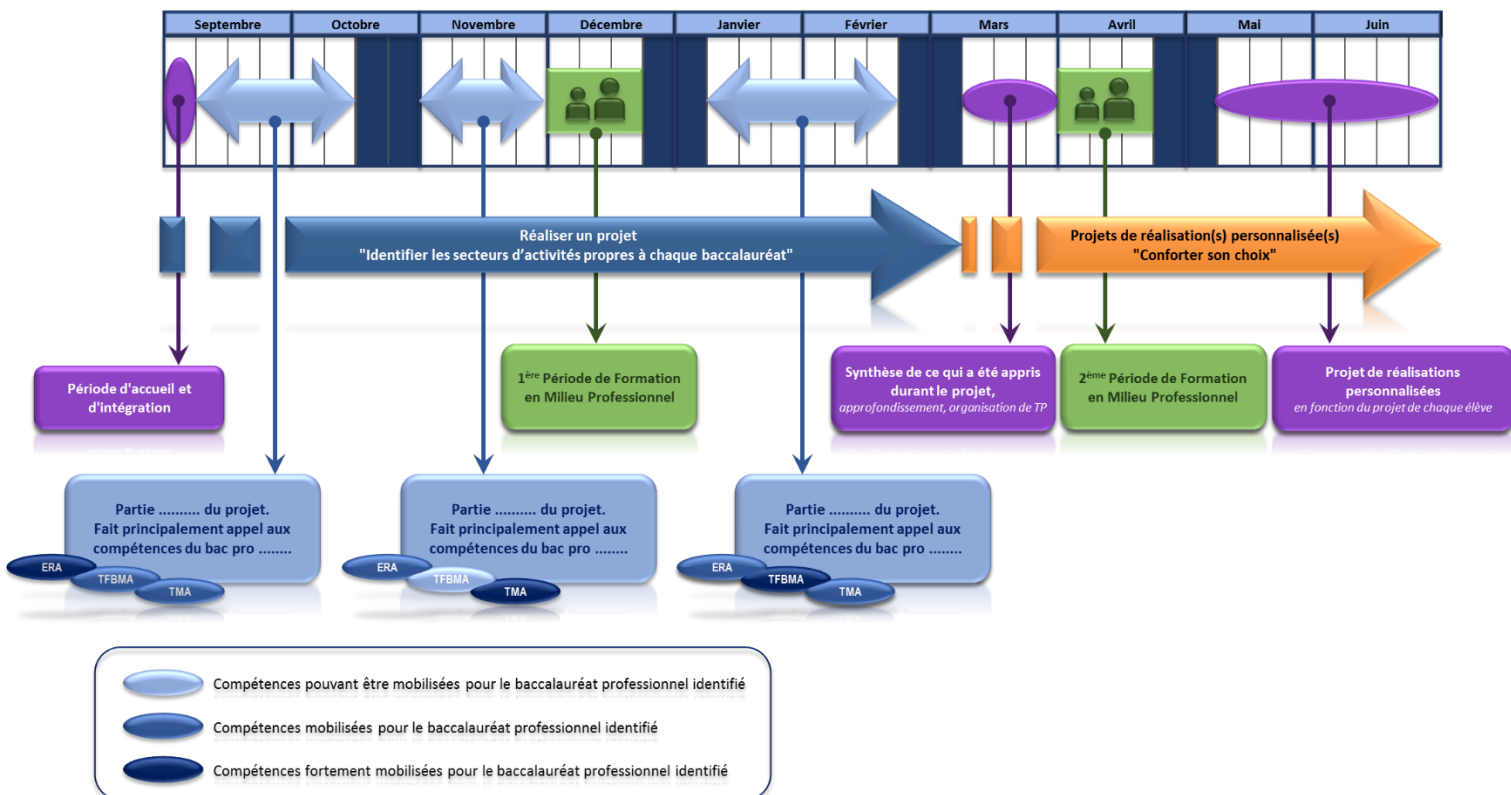 Septembre
Octobre
Novembre
Décembre
Janvier
Février
Mars
Avril
Mai
Juin
Réaliser un projet
"Identifier les secteurs d’activités propres à chaque baccalauréat"
Projets de réalisation(s) personnalisée(s)
"Conforter son choix"
Période d'accueil et
d'intégration
1ère Période de Formation
en Milieu Professionnel
Synthèse de ce qui a été appris
durant le projet,
approfondissement, organisation de TP
2ème Période de Formation
en Milieu Professionnel
Projet de réalisations
personnalisées
en fonction du projet de chaque élève
Partie .......... du projet.
Fait principalement appel aux
compétences du bac pro ........
ERA
TFBMA
TMA
Partie .......... du projet.
Fait principalement appel aux
compétences du bac pro ........
ERA
TFBMA
TMA
Partie .......... du projet.
Fait principalement appel aux
compétences du bac pro ........
ERA
TFBMA
TMA
Compétences pouvant être mobilisées pour le baccalauréat professionnel identifié
Compétences mobilisées pour le baccalauréat professionnel identifié
Compétences fortement mobilisées pour le baccalauréat professionnel identifié